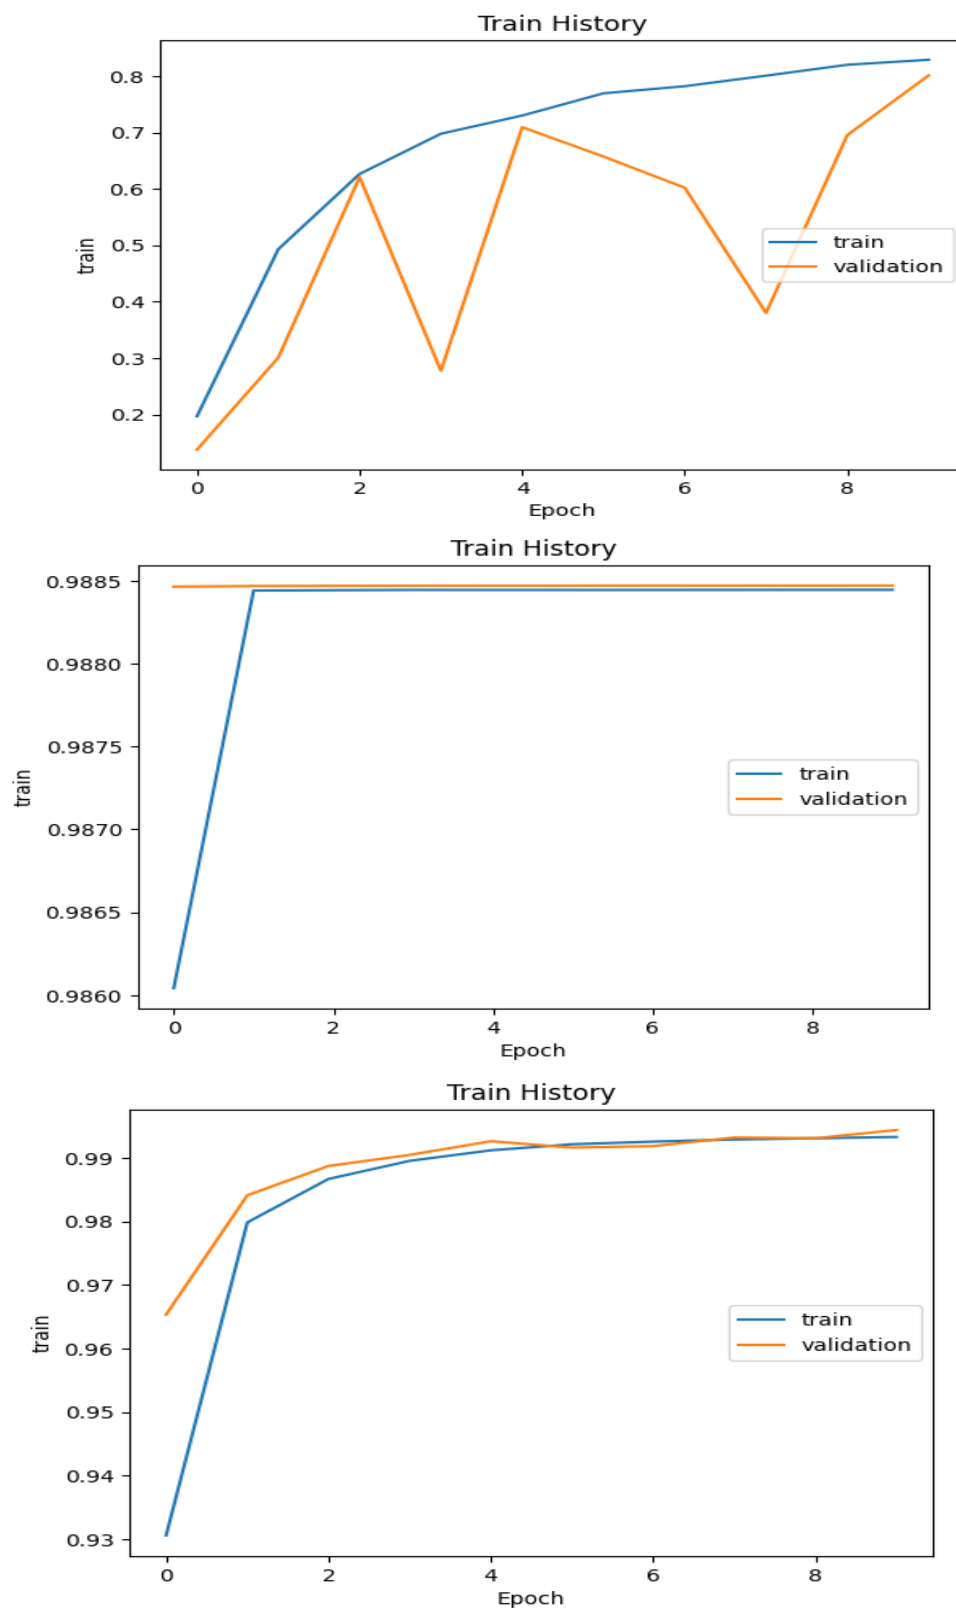 Train History
0.8
0.7
0.6
0.5
0.4
0.3
0.2
train
train
validation
0 2 4 6 8
Epoch
Train History
0.9885
0.9880
0.9875
0.9870
0.9865
0.9860
train
train
validation
0 2 4 6 8
Epoch
Train History
0.99
0.98
0.97
0.96
0.95
0.94
0.93
train
train
validation
0 2 4 6 8
Epoch